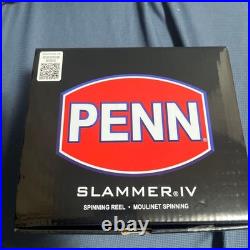 PENN®
SLAMMER®IV
SPINNING REEL • MOULINET SPINNING